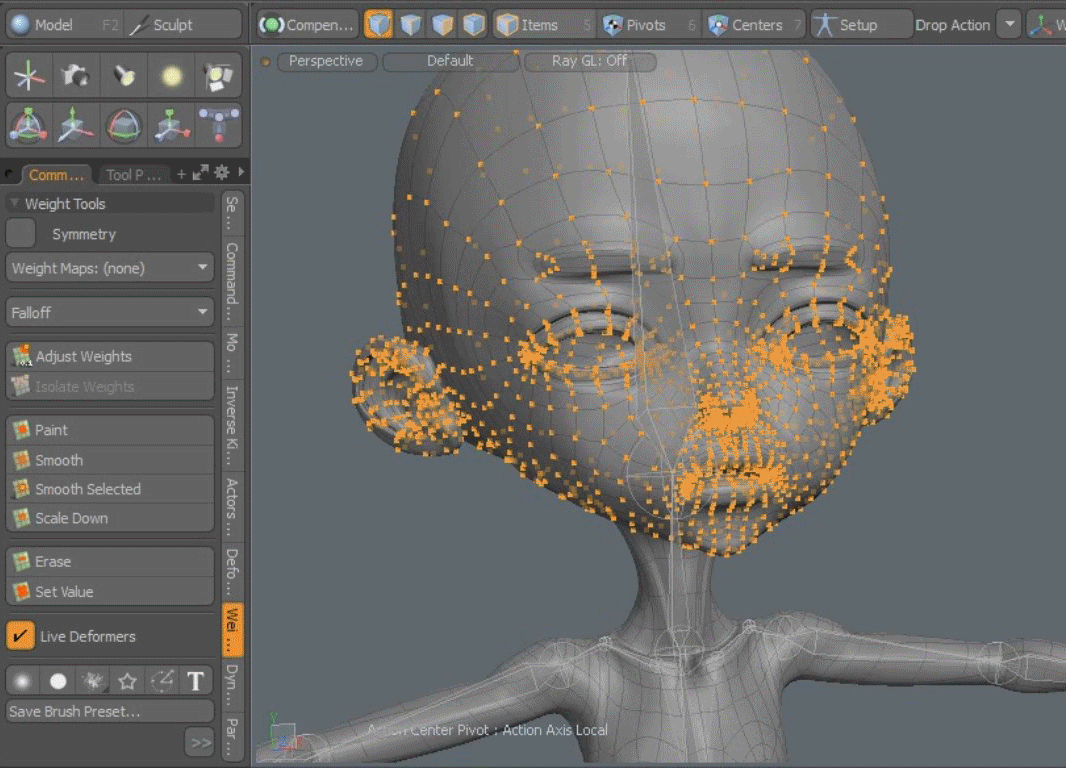 Model F2 Sculpt Compen... Items 5 Pivots 6 Centers 7 Setup Drop Action W
Perspective Default Ray GL: Off
Comm ... Tool P ... +
Weight Tools
Symmetry
Weight Maps: (none)
Falloff
Adjust Weights
Isolate Weights
Paint
Smooth
Smooth Selected
Scale Down
Erase
Set Value
Live Deformers
T
Save Brush Preset...
>>
Se ...
Command...
Mo ...
Inverse Ki...
Actors ...
Defo ...
Wei ...
Dyn...
Par ...
Y
Action Center Pivot : Action Axis Local